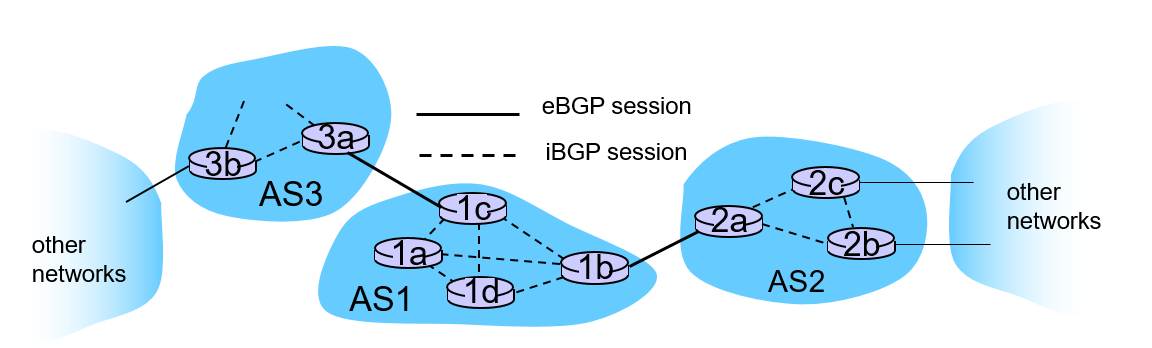 eBGP session
iBGP session
3b
3a
AS3
other
networks
1c
1a
1b
1d
AS1
2c
2a
2b
AS2
other
networks